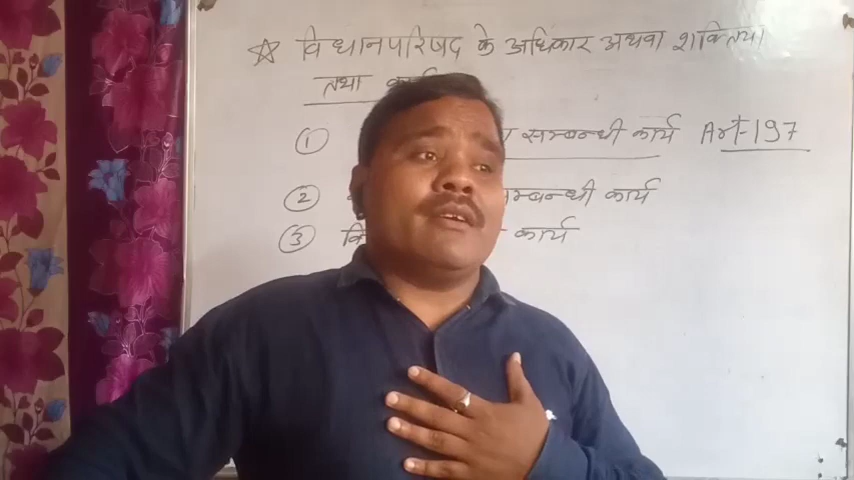 ☆ विधानपरिषद के अधिकार अथवा शक्तियां
तथा
① सम्बन्धी कार्य Art-197
② सम्बन्धी कार्य
③ कार्य